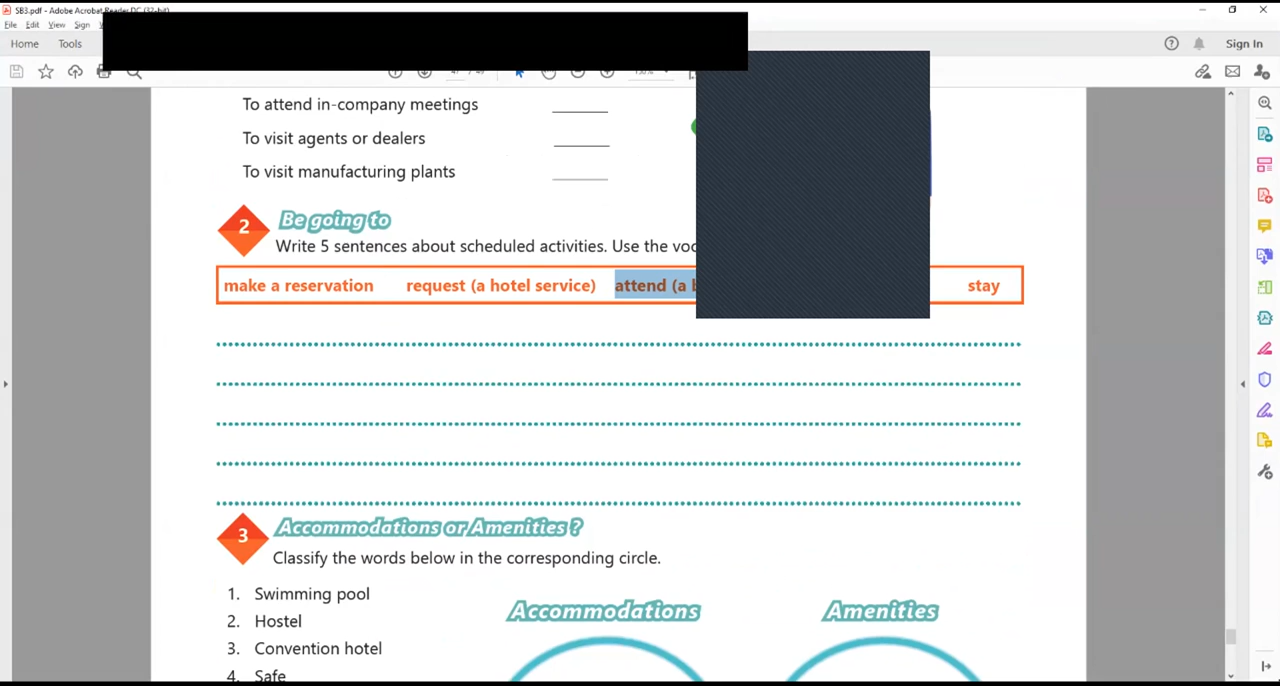 SB3.pdf - Adobe Acrobat Reader DC (32-bit)
File Edit View Sign
Home Tools
Sign In
To attend in-company meetings
To visit agents or dealers
To visit manufacturing plants
2 Be going to
Write 5 sentences about scheduled activities. Use the
make a reservation request (a hotel service) attend (a stay
3 Accommodations or Amenities ?
Classify the words below in the corresponding circle.
1. Swimming pool
2. Hostel
3. Convention hotel
4. Safe
Accommodations Amenities